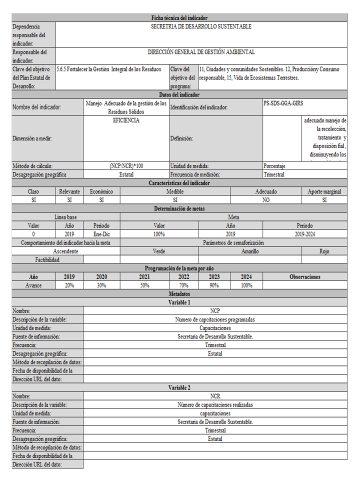 Ficha técnica del indicador
Dependencia responsable del indicador: SECRETRIA DE DESARROLLO SUSTENTABLE
Responsable del indicador: DIRECCIÓN GENERAL DE GESTIÓN AMBIENTAL
Clave del objetivo del Plan Estatal de Desarrollo: 5.6.5 Fortalecer la Gestión Integral de los Residuos Clave del objetivo del programa: 11, Ciudades y comunidades Sostenibles. 12, Produccióny Consumo responsable, 15, Vida de Ecosistemas Terrestres.
Datos del indicador
Nombre del indicador: Manejo Adecuado de la gestión de los Residuos Sólidos Identificación del indicador: PS-SDS-GGA-GIRS
Dimensión a medir: EFICIENCIA Definición: adecuado manejo de la recolección, tratamiento y disposición final, disminuyendo los
Método de cálculo: (NCP/NCR)*100 Unidad de medida: Porcentaje
Desagregación geográfica: Estatal Frecuencia de medición: Trimestral
Características del indicador
Claro Relevante Económico Medible Adecuado Aporte marginal
SI SI SI SI NO SI
Determinación de metas
Línea base Meta
Valor Año Periodo Valor Año Periodo
0 2019 Ene-Dic 100% 2019 2019-2024
Comportamiento del indicador hacia la meta Parámetros de semaforización
Ascendente Verde Amarillo Rojo
Factibilidad
Programación de la meta por año
Año 2019 2020 2021 2022 2023 2024 Observaciones
Avance 20% 30% 50% 70% 90% 100%
Metadatos
Variable 1
Nombre: NCP
Descripción de la variable: Numero de capacitaciones programadas
Unidad de medida: Capacitaciones
Fuente de información: Secretaria de Desarrollo Sustentable.
Frecuencia: Trimestral
Desagregación geográfica: Estatal
Método de recopilación de datos:
Fecha de disponibilidad de la
Dirección URL del dato:
Variable 2
Nombre: NCR
Descripción de la variable: Número de capacitaciones realizadas
Unidad de medida: capacitaciones
Fuente de información: Secretaria de Desarrollo Sustentable.
Frecuencia: Trimestral
Desagregación geográfica: Estatal
Método de recopilación de datos:
Fecha de disponibilidad de la
Dirección URL del dato: